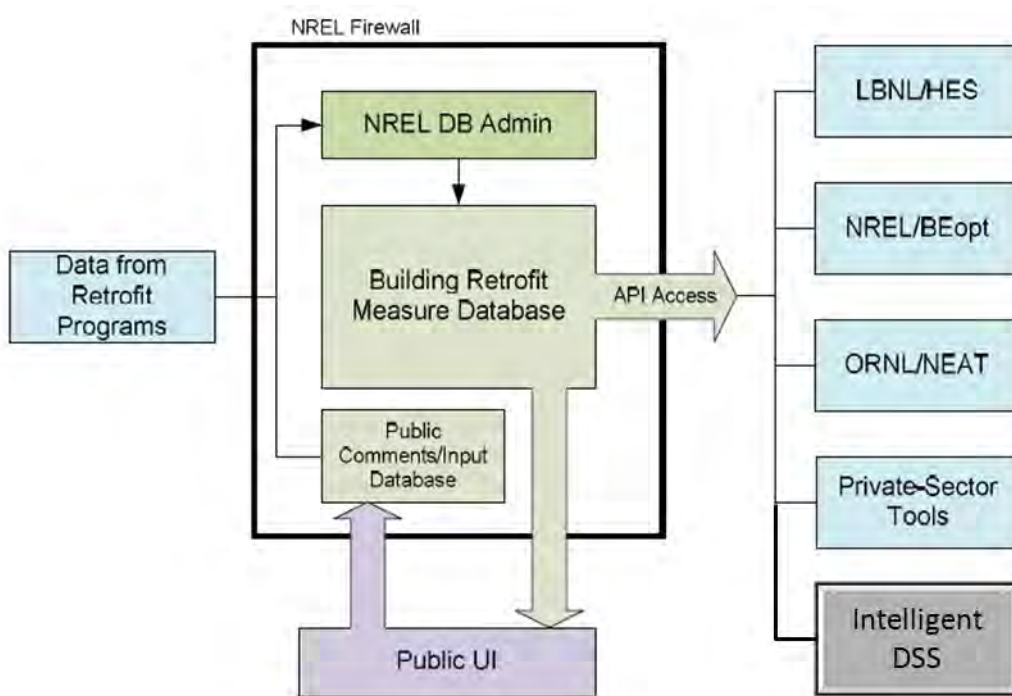 NREL Firewall
NREL DB Admin
Data from
Retrofit
Programs
Building Retrofit
Measure Database
API Access
Public
Comments/Input
Database
Public UI
LBNL/HES
NREL/BEopt
ORNL/NEAT
Private-Sector
Tools
Intelligent
DSS